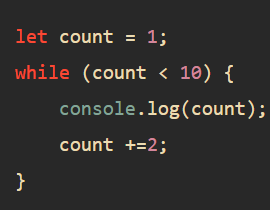 let count = 1;
while (count < 10) {
    console.log(count);
    count +=2;
}